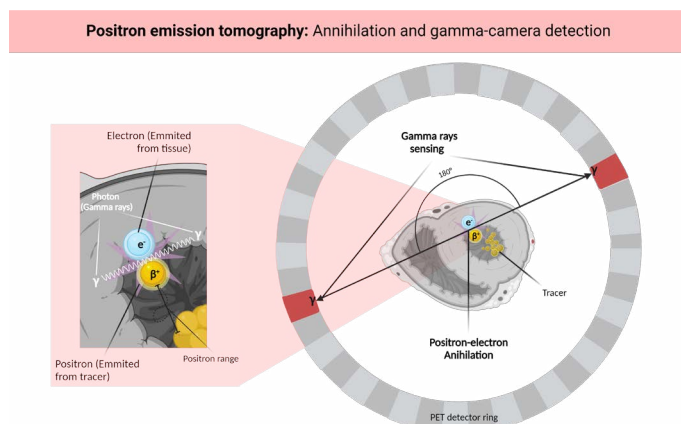 Positron emission tomography: Annihilation and gamma-camera detection
Electron (Emmited
from tissue)
Photon
(Gamma rays)
γ
e-
γ
β+
Positron (Emmited
from tracer)
Positron range
Gamma rays
sensing
γ
180°
e-
β+
γ
Tracer
Positron-electron
Anihilation
PET detector ring